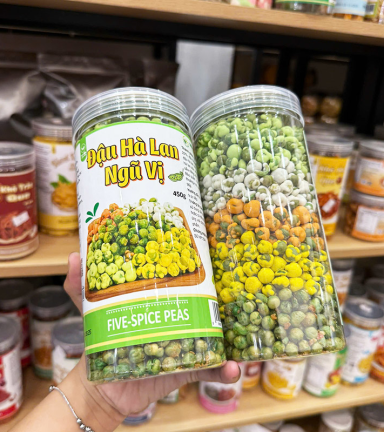 Đậu Hà Lan
Ngũ Vị
450g
FIVE-SPICE PEAS